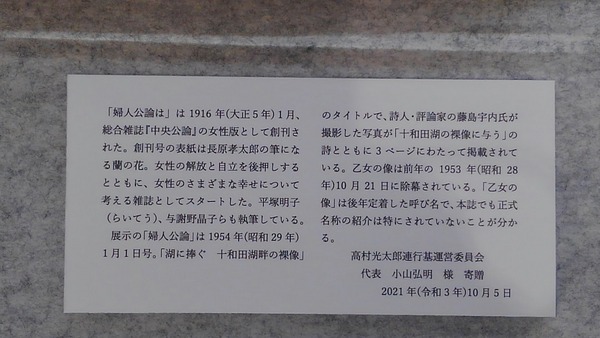 「婦人公論は」は 1916 年(大正 5 年) 1 月、
総合雑誌『中央公論』の女性版として創刊さ
れた。創刊号の表紙は長原孝太郎の筆にな
る蘭の花。女性の解放と自立を後押しする
とともに、女性のさまざまな幸せについて
考える雑誌としてスタートした。平塚明子
(らいてう)、与謝野晶子らも執筆している。
展示の「婦人公論」は 1954 年(昭和 29 年)
1 月 1 日号。「湖に捧ぐ　十和田湖畔の裸像」
のタイトルで、詩人・評論家の藤島宇内氏が
撮影した写真が「十和田湖の裸像に与う」の
詩とともに 3 ページにわたって掲載されて
いる。乙女の像は前年の 1953 年(昭和 28
年)10 月 21 日に除幕されている。「乙女の
像」は後年定着した呼び名で、本誌でも正式
名称の紹介は特にされていないことが分か
る。
高村光太郎連行基運営委員会
代表　小山弘明　様　寄贈
2021 年(令和 3 年)10 月 5 日